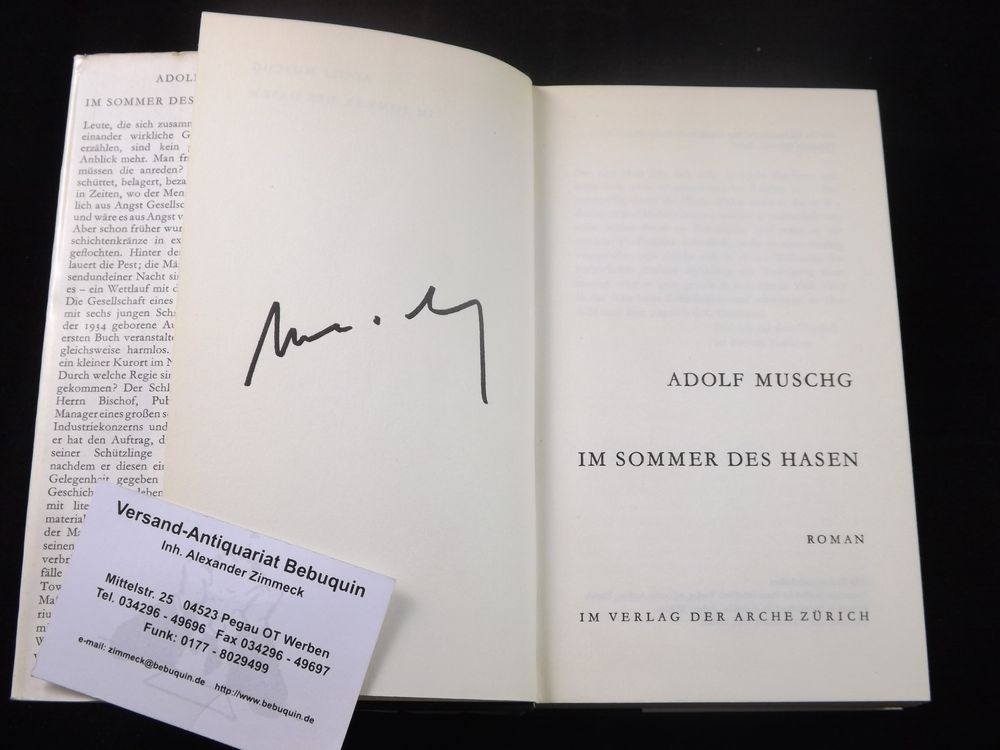 ADOL
IM SOMMER DES
Leute, die sich zusamm
einander wirkliche G
erzählen, sind kein
Anblick mehr. Man fr
müssen die anreden?
schüttet, belagert, beza
in Zeiten, wo der Men
lich aus Angst Gesellsc
und wäre es aus Angst v
Aber schon früher wur
schichtenkränze in ex
geflochten. Hinter de
lauert die Pest; die Mä
sendundeiner Nacht si
es – ein Wettlauf mit d
Die Gesellschaft eines
mit sechs jungen Sch
der 1934 geborene Au
ersten Buch veranstalt
gleichsweise harmlos.
ein kleiner Kurort im N
Durch welche Regie sin
gekommen? Der Schl
Herrn Bischof, Pub
Manager eines großen s
Industriekonzerns und
er hat den Auftrag, d
seiner Schützlinge
nachdem er diesen ein
Gelegenheit gegeben
Geschich leben
mit lite
material
der Ma
seinen
verbr
fälle
Tow
Ma
riu
m
W
Versand-Antiquariat Bebuquin
Inh. Alexander Zimmeck
Mittelstr. 25 04523 Pegau OT Werben
Tel. 034296 - 49696 Fax 034296 - 49697
Funk: 0177 - 8029499
e-mail: zimmeck@bebuquin.de http://www.bebuquin.de
ADOLF MUSCHG
IM SOMMER DES HASEN
ROMAN
IM VERLAG DER ARCHE ZÜRICH